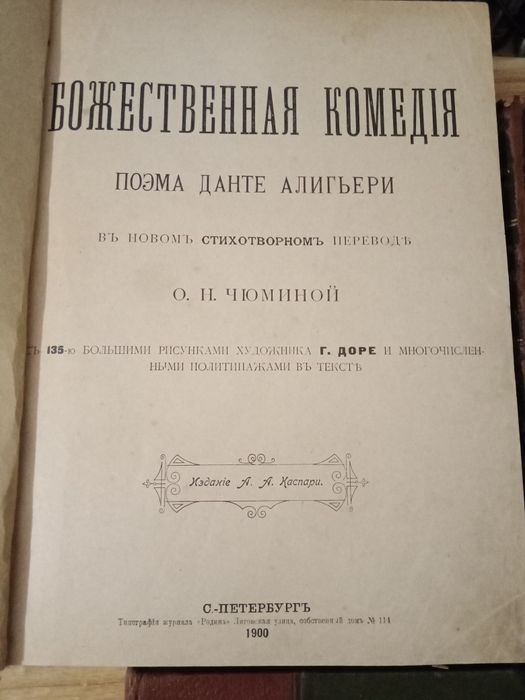 БОЖЕСТВЕННАЯ КОМЕДІЯ
ПОЭМА ДАНТЕ АЛИГЬЕРИ
ВЪ НОВОМЪ СТИХОТВОРНОМЪ ПЕРЕВОДѢ
О. Н. ЧЮМИНОЙ
СЪ 135-ю БОЛЬШИМИ РИСУНКАМИ ХУДОЖНИКА Г. ДОРЕ И МНОГОЧИСЛЕН-
НЫМИ ПОЛИТИПАЖАМИ ВЪ ТЕКСТѢ
Изданіе А. А. Каспари.
С.-ПЕТЕРБУРГЪ
Типографія журнала «Родина» Лиговская улица, собственный домъ № 114
1900